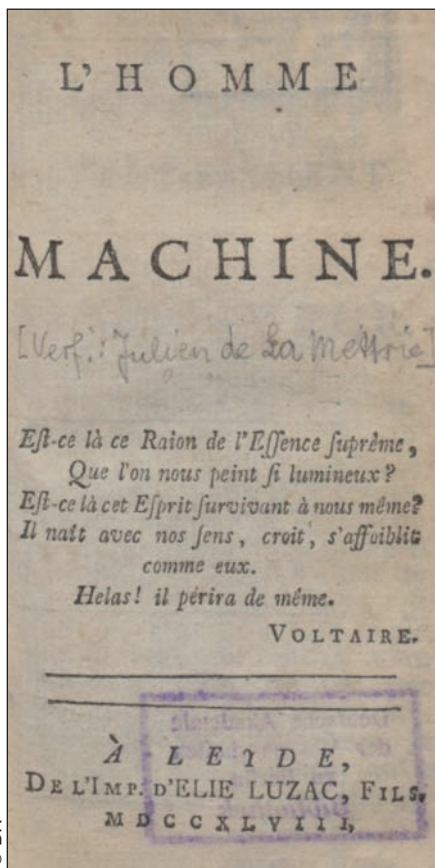 L'HOMME
MACHINE.
[Verf.: Julien de La Mettrie]
Eſt-ce là ce Raion de l'Eſſence ſuprême,
Que l'on nous peint ſi lumineux?
Eſt-ce là cet Eſprit ſurvivant à nous même?
Il naît avec nos ſens, croit, s'affoiblit
comme eux.
Helas! il périra de même.
VOLTAIRE.
À LEIDE,
DE L'IMP. D'ELIE LUZAC, FILS.
MDCCXLVIII,